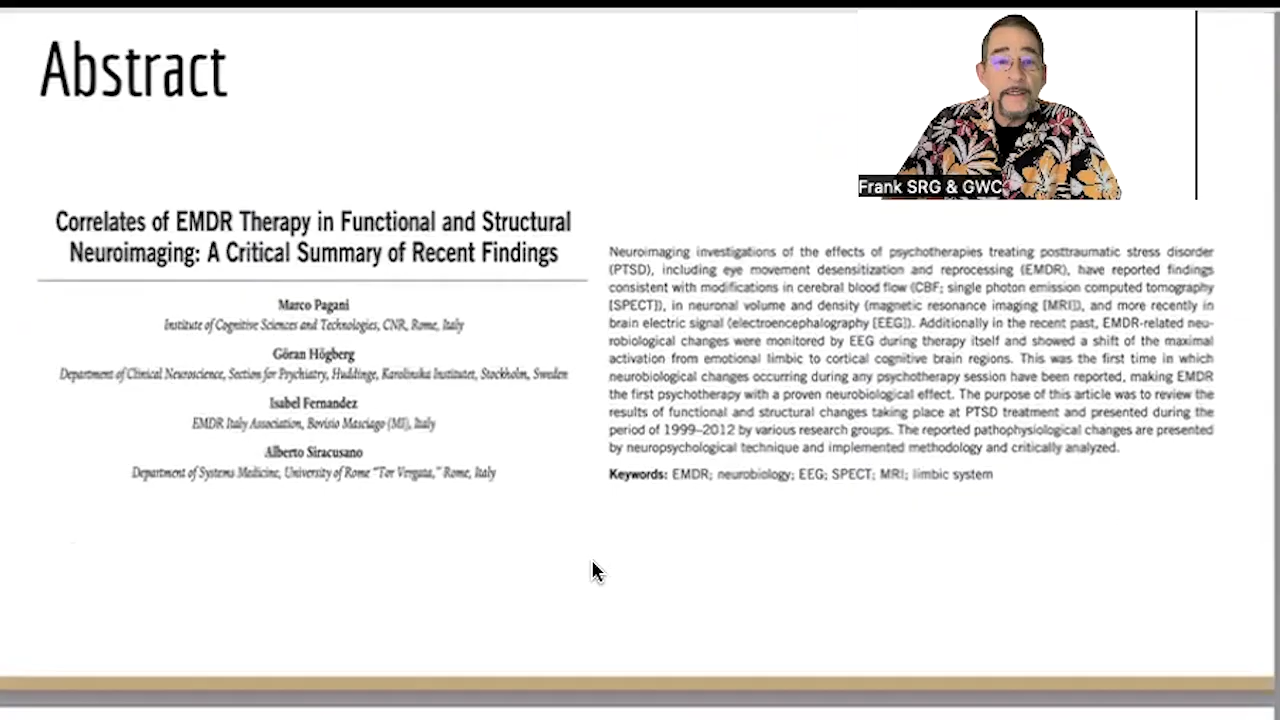 Abstract
Frank SRG & GWC
Correlates of EMDR Therapy in Functional and Structural
Neuroimaging: A Critical Summary of Recent Findings
Marco Pagani
Institute of Cognitive Sciences and Technologies, CNR, Rome, Italy
Göran Högberg
Department of Clinical Neuroscience, Section for Psychiatry, Huddinge, Karolinska Institutet, Stockholm, Sweden
Isabel Fernandez
EMDR Italy Association, Bovisio Masciago (MI), Italy
Alberto Siracusano
Department of Systems Medicine, University of Rome “Tor Vergata,” Rome, Italy
Neuroimaging investigations of the effects of psychotherapies treating posttraumatic stress disorder
(PTSD), including eye movement desensitization and reprocessing (EMDR), have reported findings
consistent with modifications in cerebral blood flow (CBF; single photon emission computed tomography
[SPECT]), in neuronal volume and density (magnetic resonance imaging [MRI]), and more recently in
brain electric signal (electroencephalography [EEG]). Additionally in the recent past, EMDR-related neu-
robiological changes were monitored by EEG during therapy itself and showed a shift of the maximal
activation from emotional limbic to cortical cognitive brain regions. This was the first time in which
neurobiological changes occurring during any psychotherapy session have been reported, making EMDR
the first psychotherapy with a proven neurobiological effect. The purpose of this article was to review the
results of functional and structural changes taking place at PTSD treatment and presented during the
period of 1999–2012 by various research groups. The reported pathophysiological changes are presented
by neuropsychological technique and implemented methodology and critically analyzed.
Keywords: EMDR; neurobiology; EEG; SPECT; MRI; limbic system